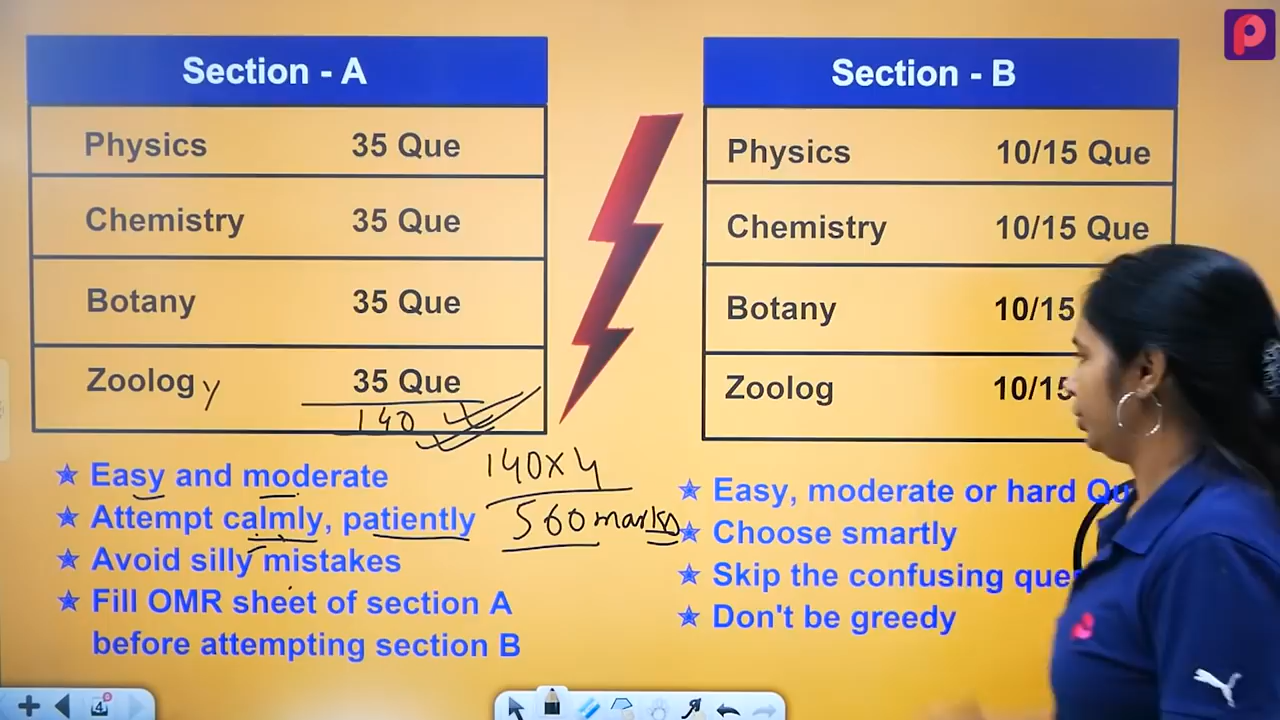 Section - A
Physics 35 Que
Chemistry 35 Que
Botany 35 Que
Zoology 35 Que
140
140x4
560 marks
Easy and moderate
Attempt calmly, patiently
Avoid silly mistakes
Fill OMR sheet of section A
before attempting section B
Section - B
Physics 10/15 Que
Chemistry 10/15 Que
Botany 10/15
Zoolog 10/15
Easy, moderate or hard Qu
Choose smartly
Skip the confusing que
Don't be greedy
4